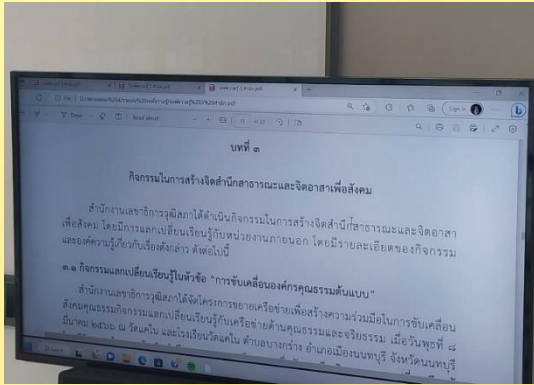 Draw
Read aloud
Sign in
บทที่ ๓
กิจกรรมในการสร้างจิตสำนึกสาธารณะและจิตอาสาเพื่อสังคม
สำนักงานเลขาธิการวุฒิสภาได้ดำเนินกิจกรรมในการสร้างจิตสำนึกสาธารณะและจิตอาสา
เพื่อสังคม โดยมีการแลกเปลี่ยนเรียนรู้กับหน่วยงานภายนอก โดยมีรายละเอียดของกิจกรรม
และองค์ความรู้เกี่ยวกับเรื่องดังกล่าว ดังต่อไปนี้
๓.๑ กิจกรรมแลกเปลี่ยนเรียนรู้ในหัวข้อ “การขับเคลื่อนองค์กรคุณธรรมต้นแบบ”
สำนักงานเลขาธิการวุฒิสภาได้จัดโครงการขยายเครือข่ายเพื่อสร้างความร่วมมือในการขับเคลื่อน
สังคมคุณธรรมกิจกรรมแลกเปลี่ยนเรียนรู้กับเครือข่ายด้านคุณธรรมและจริยธรรม เมื่อวันพุธที่ ๘
มีนาคม ๒๕๖๖ ณ วัดแคใน และโรงเรียนวัดแคใน ตำบลบางกร่าง อำเภอเมืองนนทบุรี จังหวัดนนทบุรี